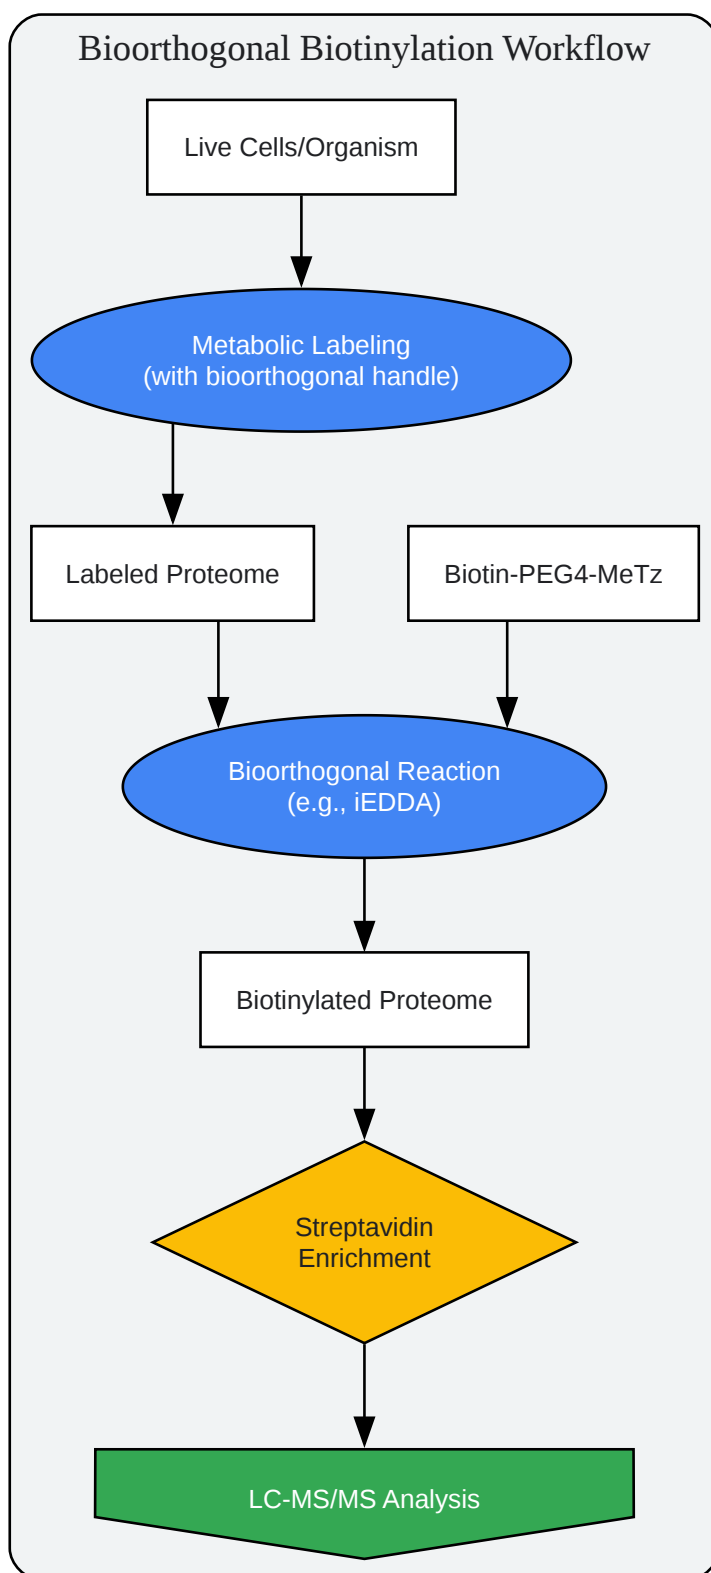 Bioorthogonal Biotinylation Workflow
Live Cells/Organism
Metabolic Labeling
(with bioorthogonal handle)
Labeled Proteome
Biotin-PEG4-MeTz
Bioorthogonal Reaction
(e.g., iEDDA)
Biotinylated Proteome
Streptavidin
Enrichment
LC-MS/MS Analysis